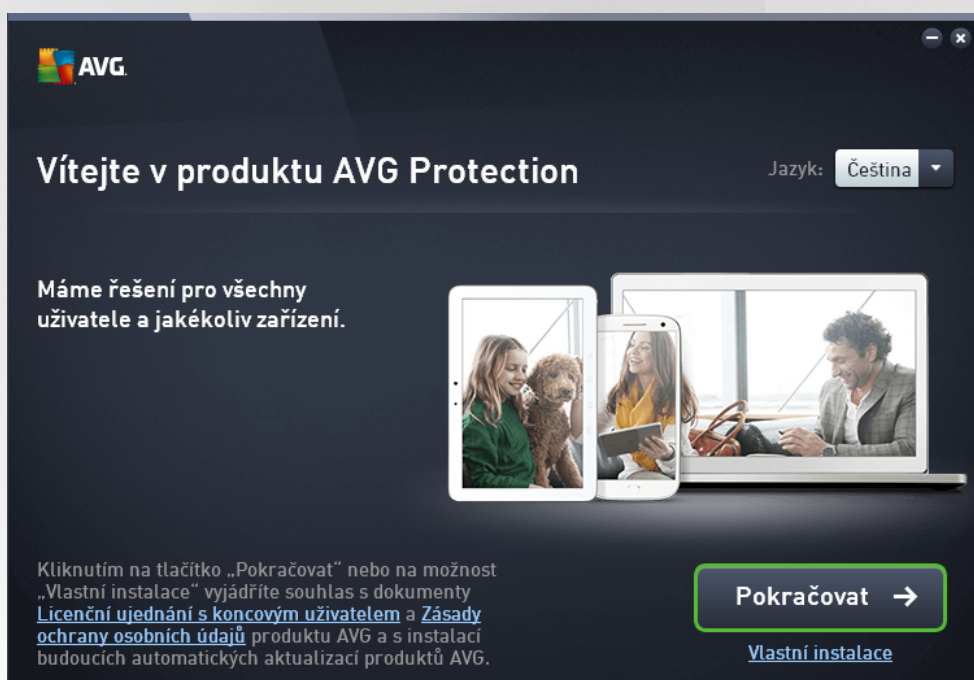 AVG.
Vítejte v produktu AVG Protection
Jazyk: Čeština
Máme řešení pro všechny
uživatele a jakékoliv zařízení.
Kliknutím na tlačítko „Pokračovat“ nebo na možnost
„Vlastní instalace“ vyjádříte souhlas s dokumenty
Licenční ujednání s koncovým uživatelem a Zásady
ochrany osobních údajů produktu AVG a s instalací
budoucích automatických aktualizací produktů AVG.
Pokračovat →
Vlastní instalace